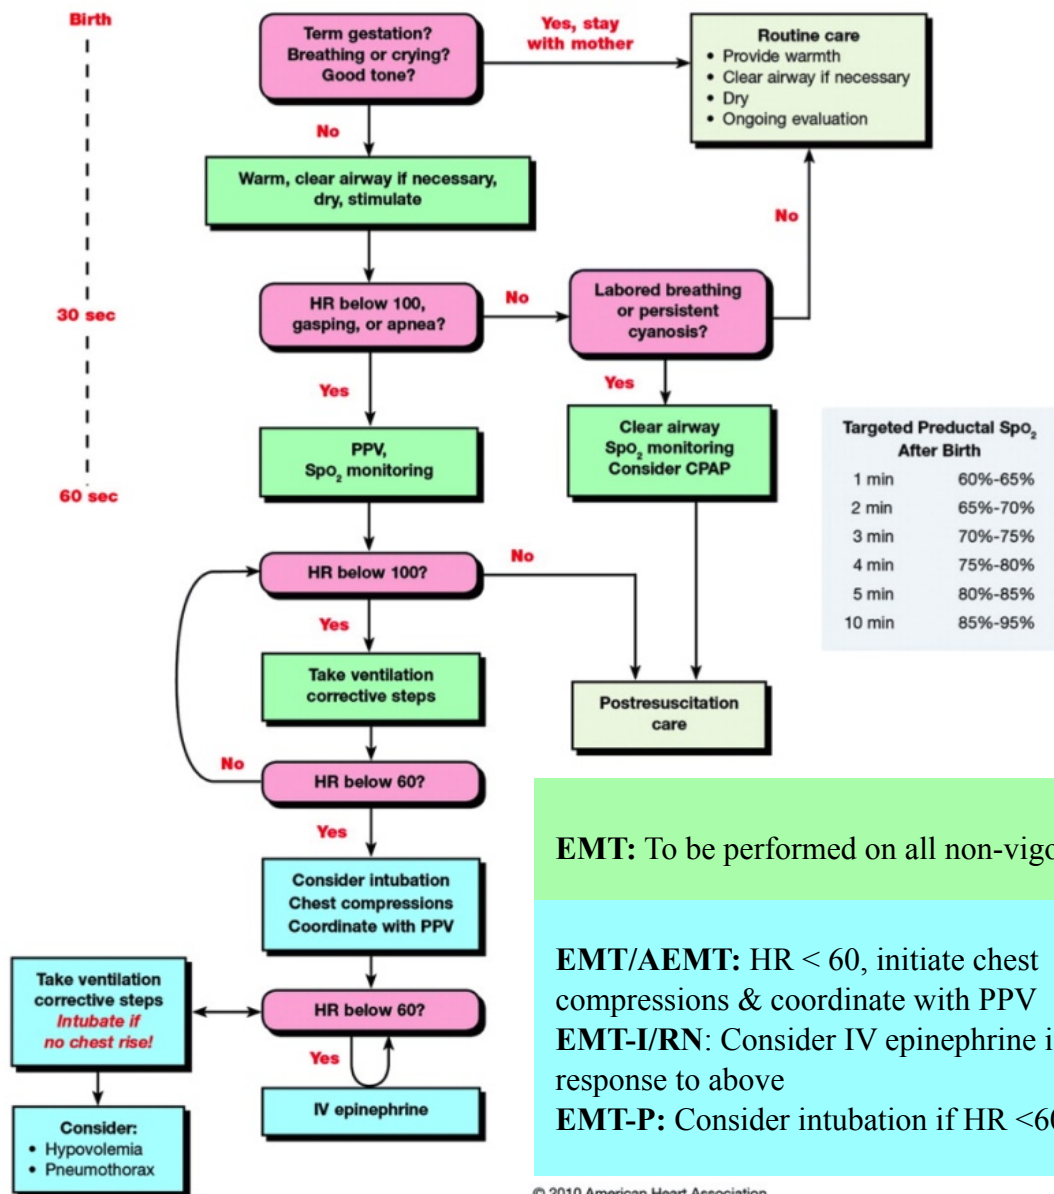 Birth
Term gestation?
Breathing or crying?
Good tone?
Yes, stay
with mother
Routine care
• Provide warmth
• Clear airway if necessary
• Dry
• Ongoing evaluation
No
Warm, clear airway if necessary,
dry, stimulate
No
30 sec
HR below 100,
gasping, or apnea?
No
Labored breathing
or persistent
cyanosis?
Yes
Yes
PPV,
SpO2 monitoring
Clear airway
SpO2 monitoring
Consider CPAP
60 sec
Targeted Preductal SpO2
After Birth
1 min 60%-65%
2 min 65%-70%
3 min 70%-75%
4 min 75%-80%
5 min 80%-85%
10 min 85%-95%
HR below 100?
No
Yes
Take ventilation
corrective steps
Postresuscitation
care
No
HR below 60?
Yes
Consider intubation
Chest compressions
Coordinate with PPV
Take ventilation
corrective steps
Intubate if
no chest rise!
HR below 60?
Yes
IV epinephrine
Consider:
• Hypovolemia
• Pneumothorax
EMT: To be performed on all
EMT/AEMT: HR < 60, initiate chest
compressions & coordinate with PPV
EMT-I/RN: Consider IV epinephrine
response to above
EMT-P: Consider intubation if HR <60
© 2010 American Heart Association